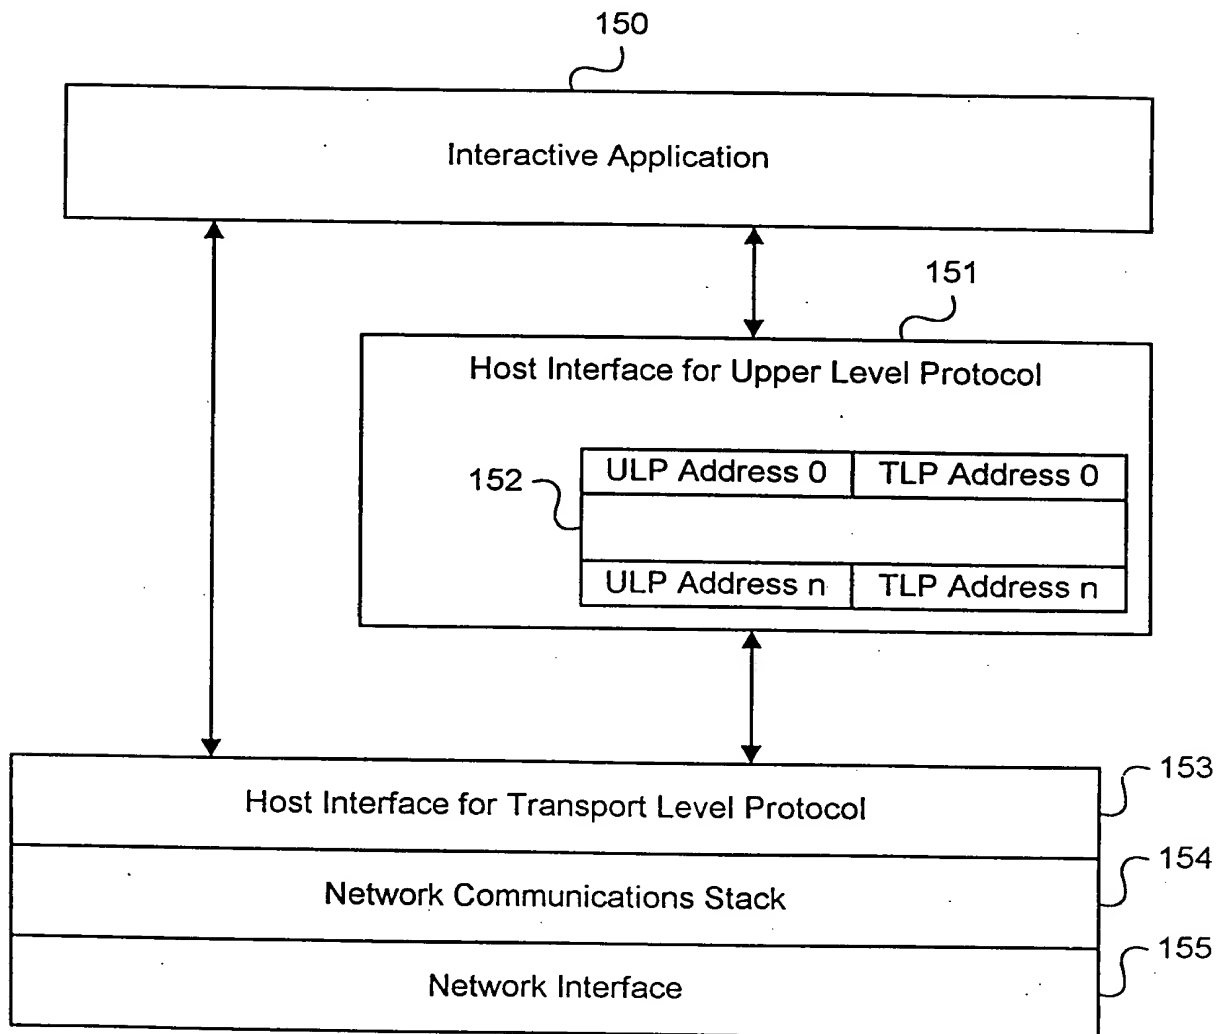 150
Interactive Application
151
Host Interface for Upper Level Protocol
152
ULP Address 0 TLP Address 0
ULP Address n TLP Address n
153
Host Interface for Transport Level Protocol
154
Network Communications Stack
155
Network Interface